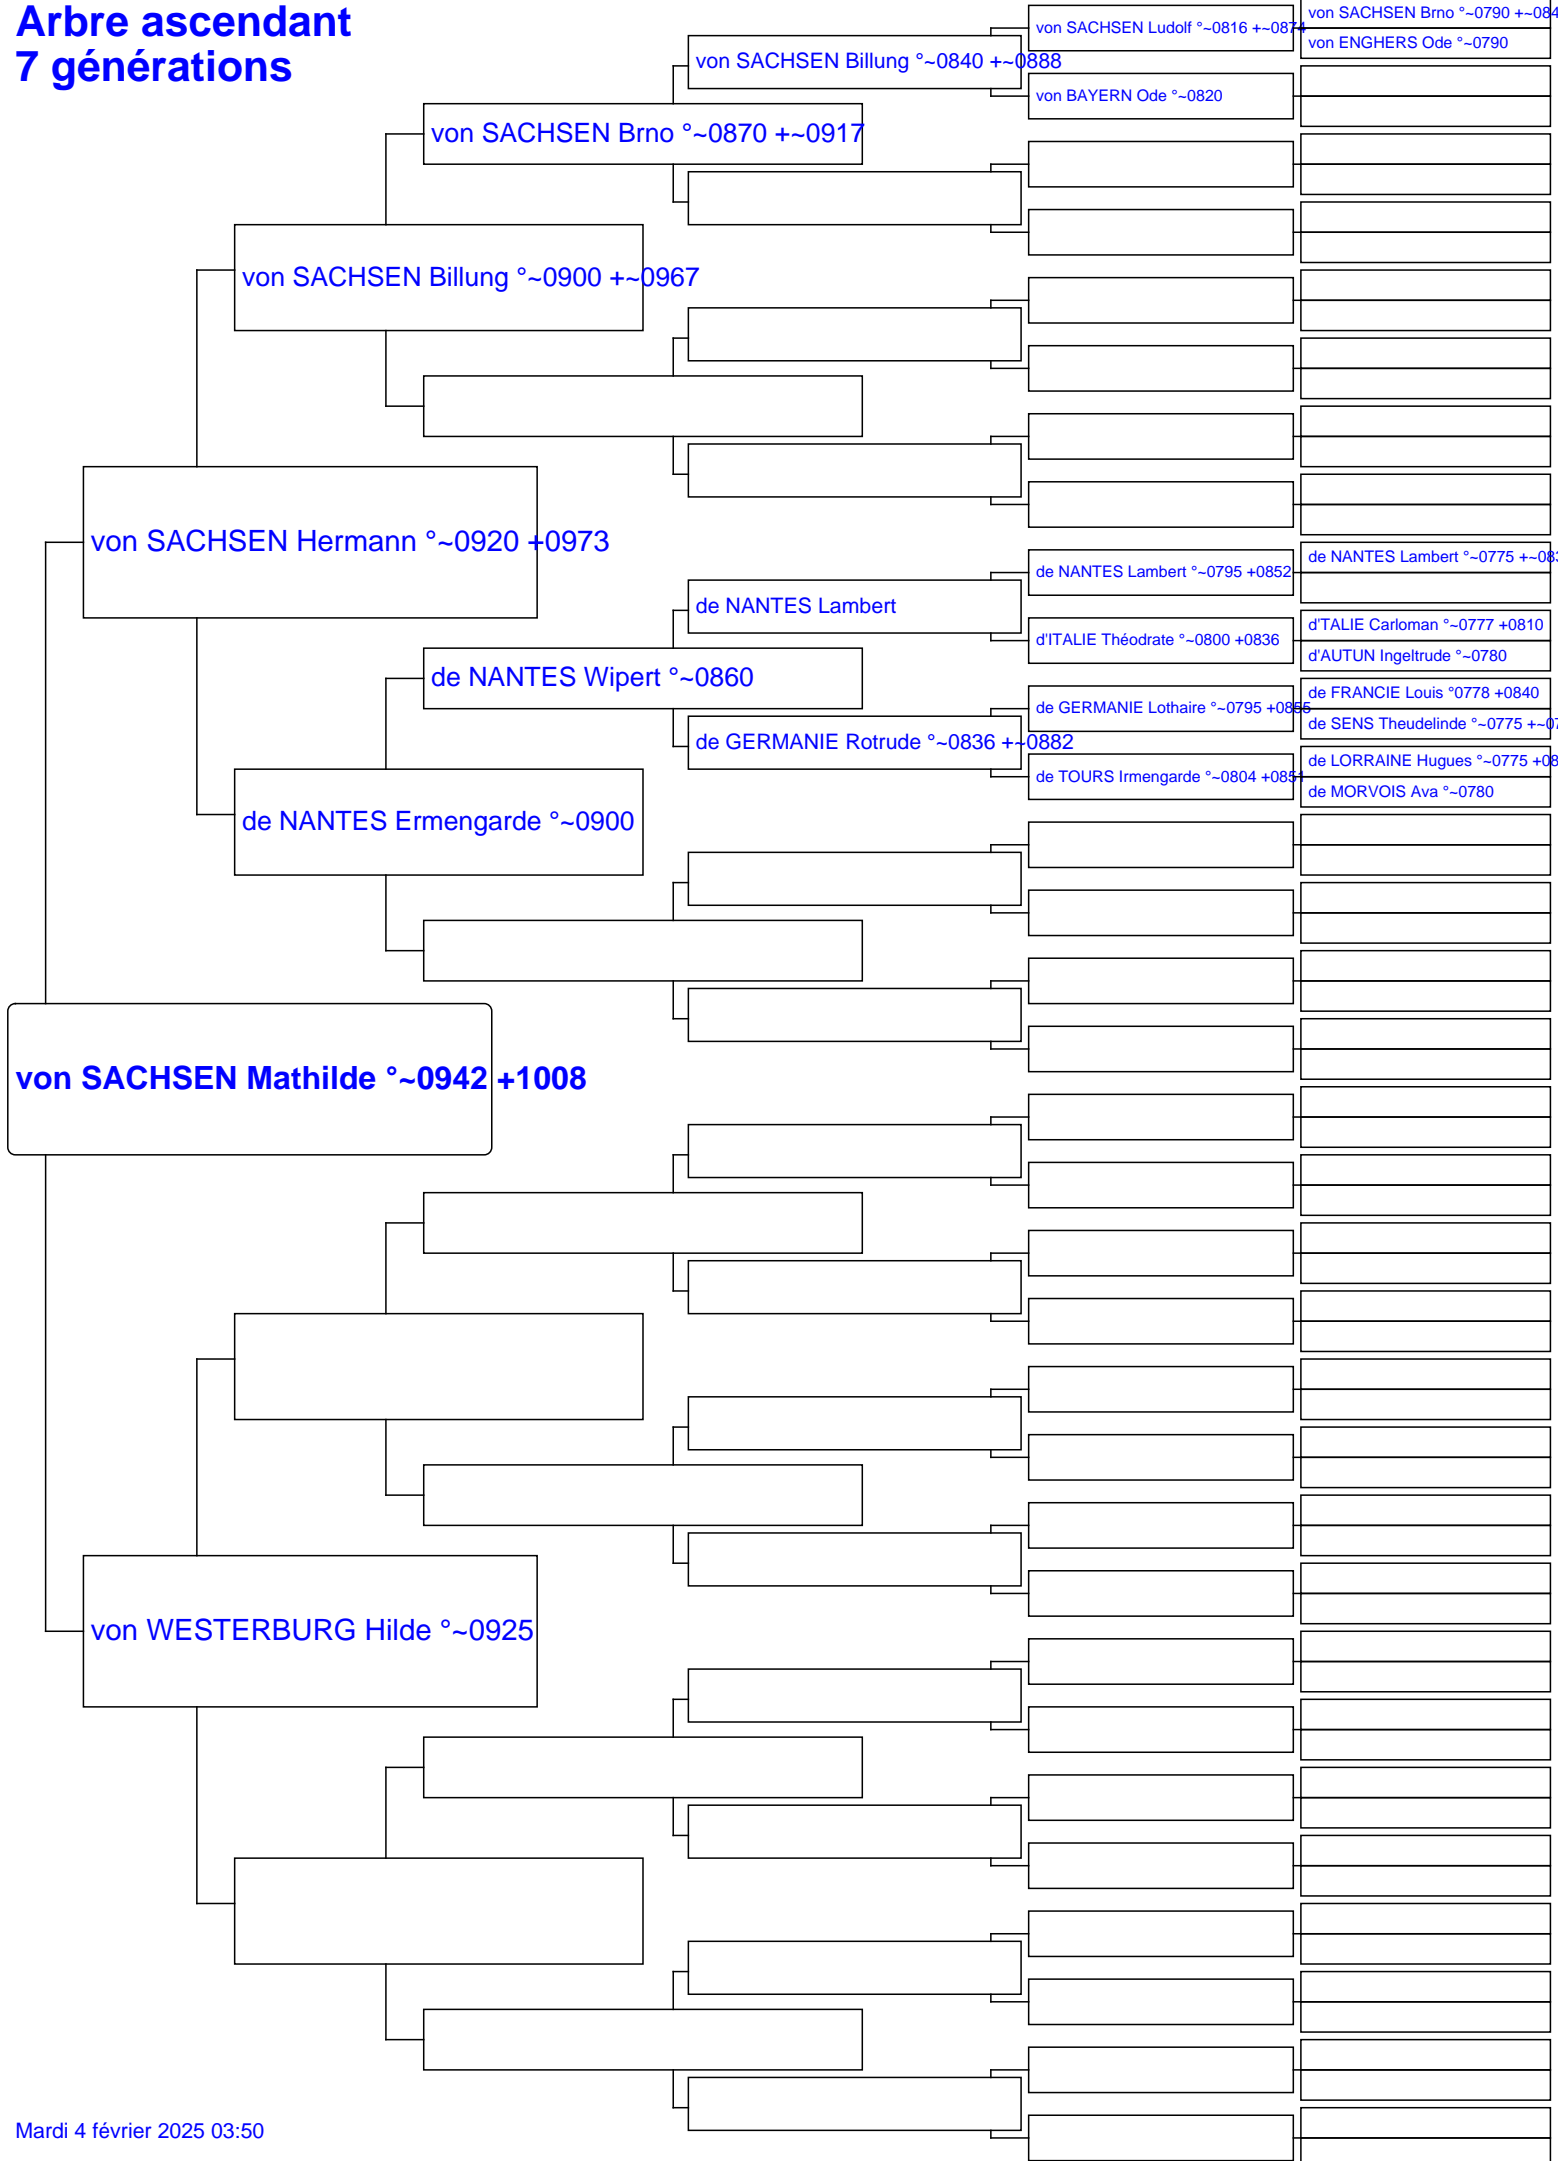 Arbre ascendant
7 générations
von SACHSEN Brno °~0790 +~084
von SACHSEN Ludolf °~0816 +~0874
von ENGHERS Ode °~0790
von SACHSEN Billung °~0840 +~0888
von BAYERN Ode °~0820
von SACHSEN Brno °~0870 +~0917
von SACHSEN Billung °~0900 +~0967
von SACHSEN Hermann °~0920 +0973
de NANTES Lambert °~0775 +~083
de NANTES Lambert °~0795 +0852
de NANTES Lambert
d'TALIE Carloman °~0777 +0810
d'ITALIE Théodrate °~0800 +0836
d'AUTUN Ingeltrude °~0780
de NANTES Wipert °~0860
de FRANCIE Louis °0778 +0840
de GERMANIE Lothaire °~0795 +0855
de SENS Theudelinde °~0775 +~07
de GERMANIE Rotrude °~0836 +~0882
de LORRAINE Hugues °~0775 +08
de TOURS Irmengarde °~0804 +0851
de MORVOIS Ava °~0780
de NANTES Ermengarde °~0900
von SACHSEN Mathilde °~0942 +1008
von WESTERBURG Hilde °~0925
Mardi 4 février 2025 03:50